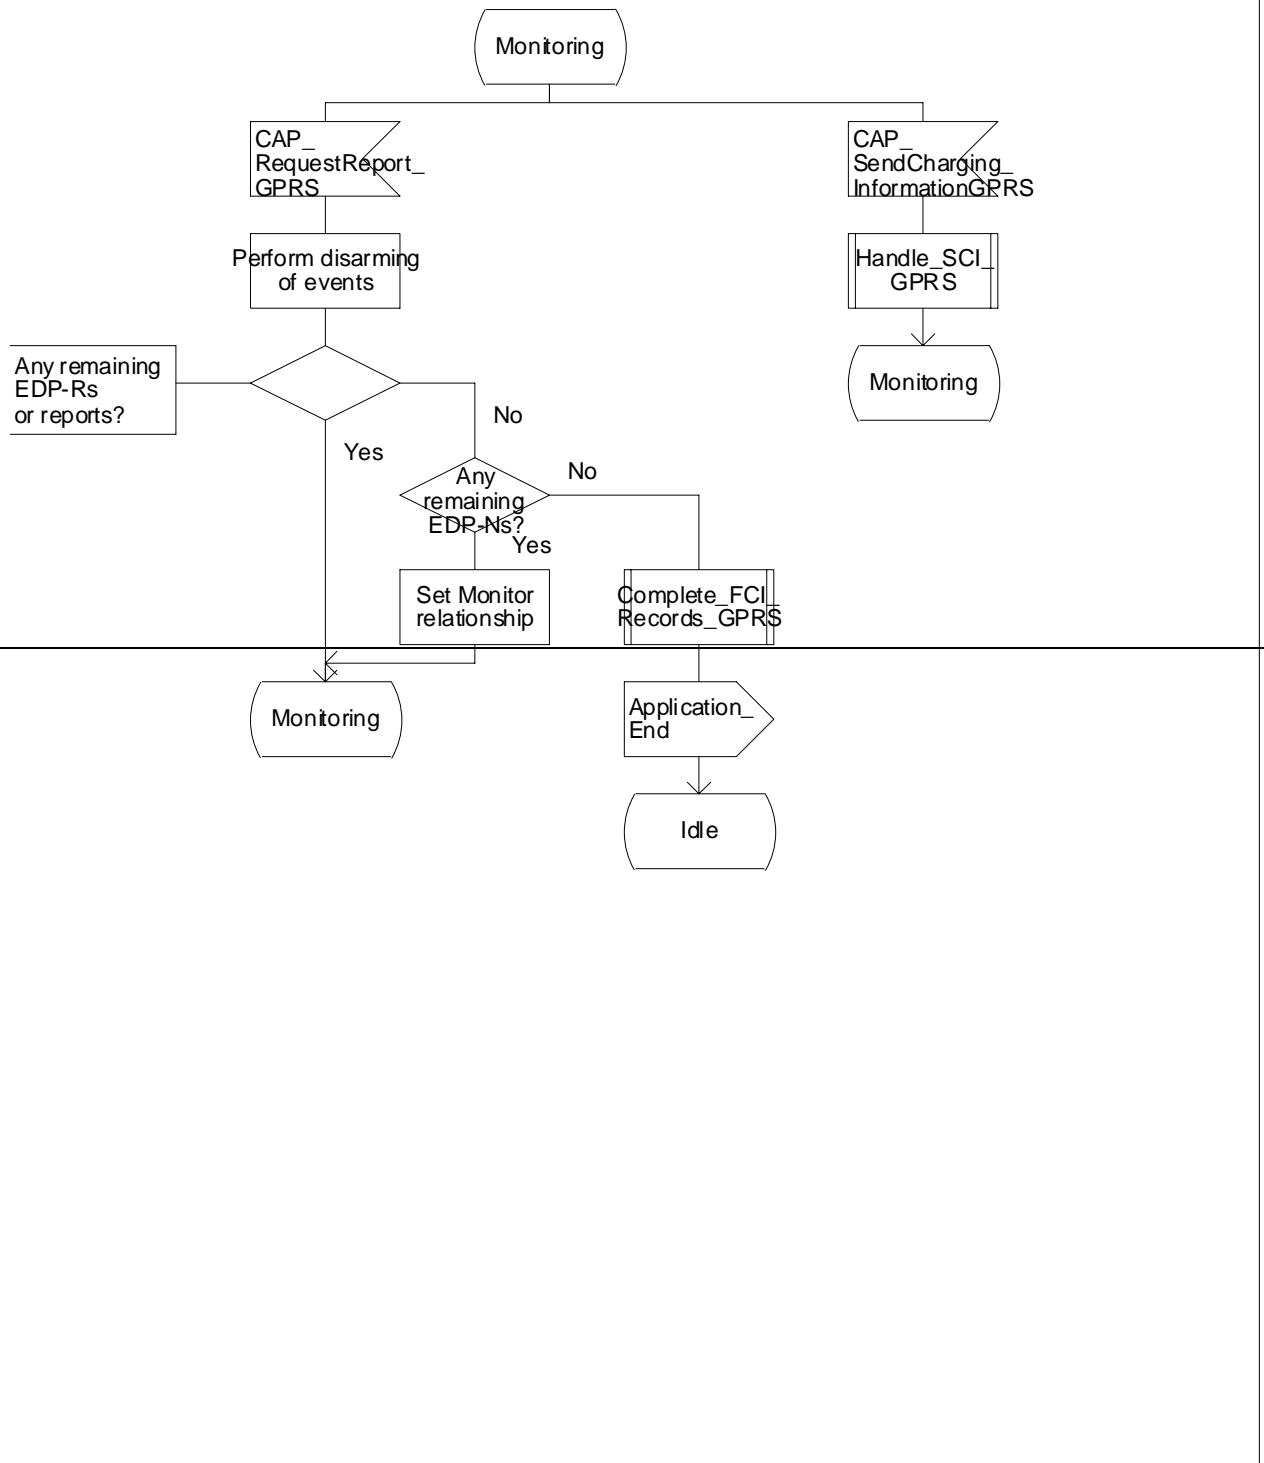 Monitoring
CAP_
RequestReport_
GPRS
CAP_
SendCharging_
InformationGPRS
Perform disarming
of events
Handle_SCI_
GPRS
Any remaining
EDP-Rs
or reports?
Monitoring
No
Yes
Any
remaining
EDP-Ns?
No
Yes
Set Monitor
relationship
Complete_FCI_
Records_GPRS
Monitoring
Application_
End
Idle